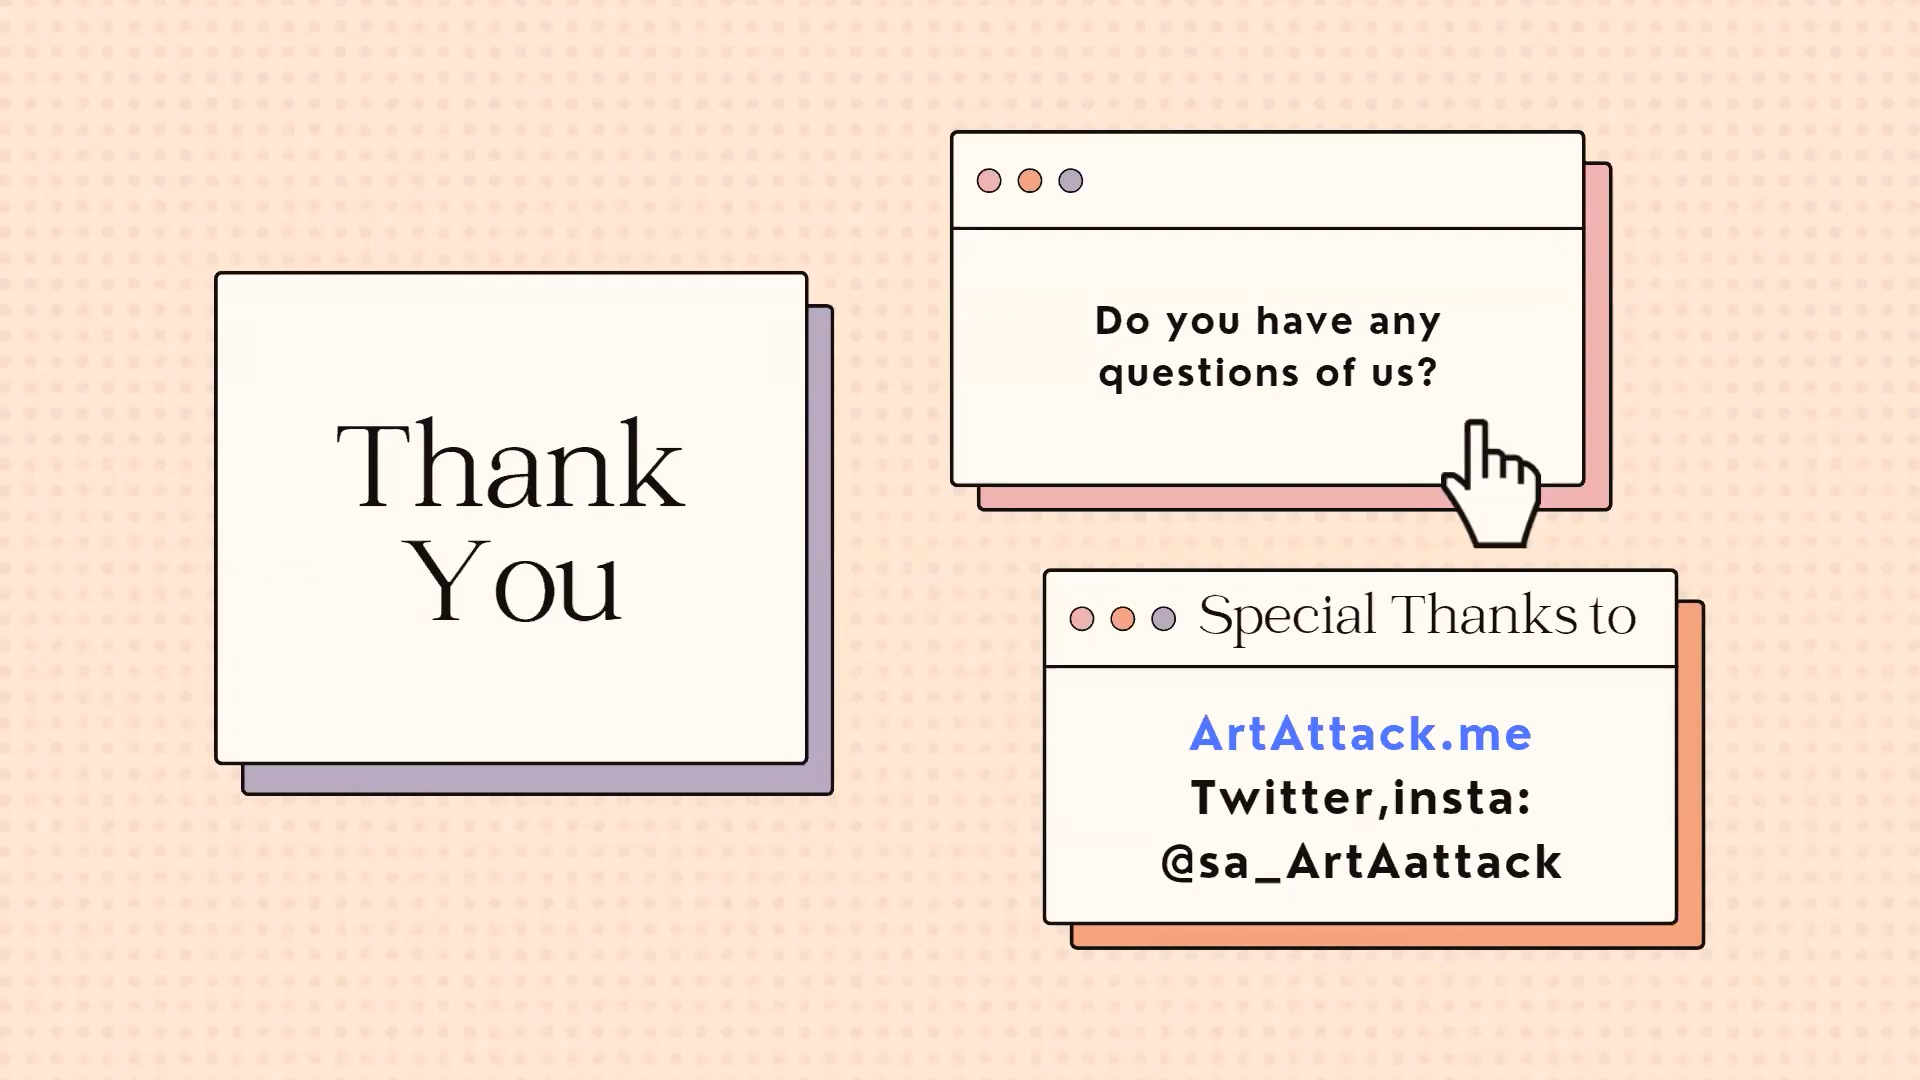 Thank
You
Do you have any
questions of us?
Special Thanks to
ArtAttack.me
Twitter,insta:
@sa_ArtAattack